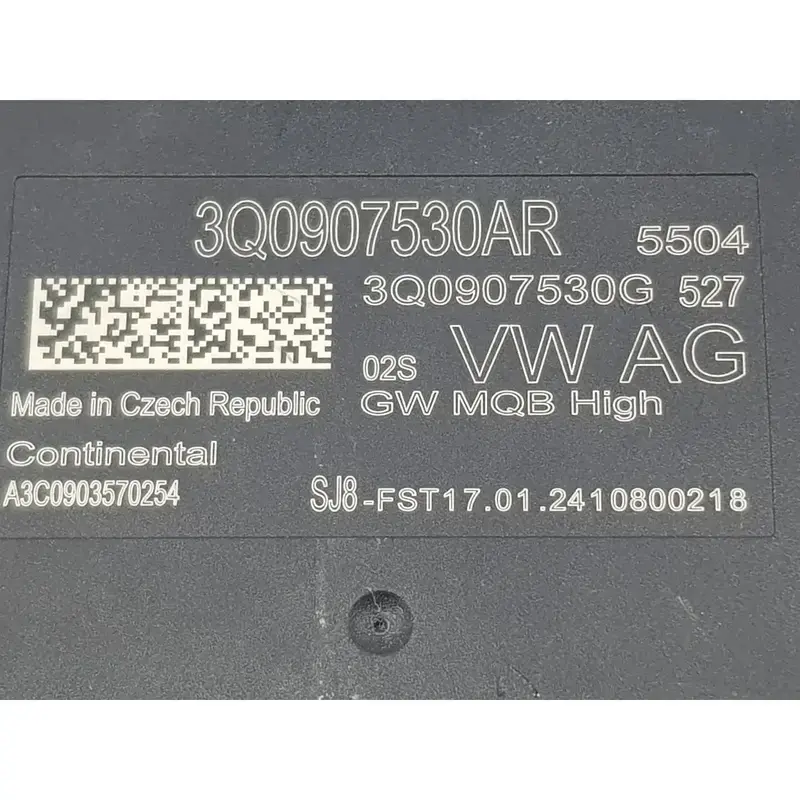 3Q0907530AR 5504
3Q0907530G 527
02S VW AG
Made in Czech Republic GW MQB High
Continental
A3C0903570254 SJ8-FST17.01.2410800218